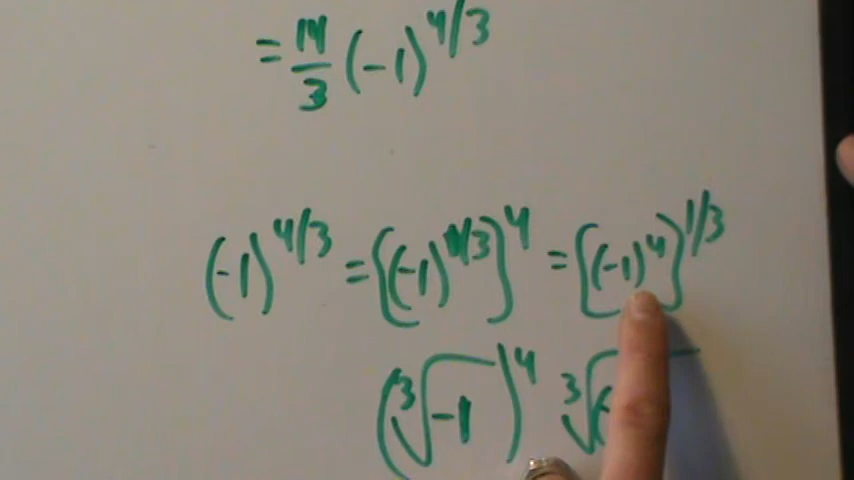 = 14/3 (-1)^4/3
(-1)^4/3 = [(-1)^1/3]^4 = [(-1)^4]^1/3
(∛-1)^4 ∛(